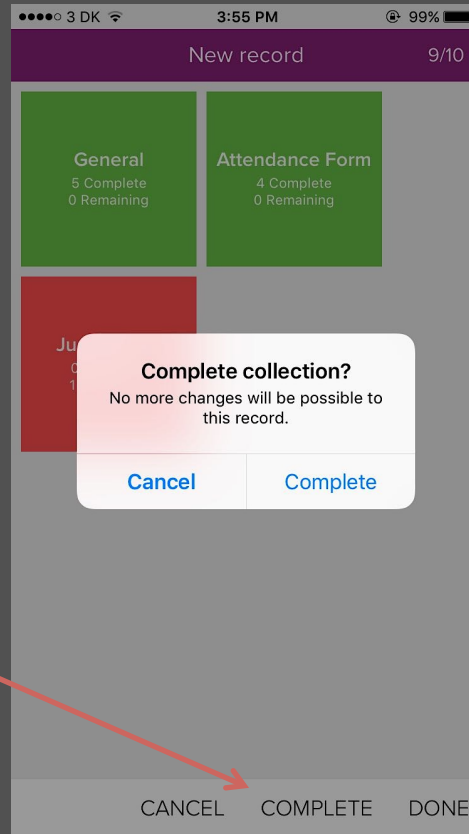 3 DK 3:55 PM 99%
New record 9/10
General Attendance Form
5 Complete 4 Complete
0 Remaining 0 Remaining
Complete collection?
No more changes will be possible to
this record.
Cancel Complete
CANCEL COMPLETE DONE